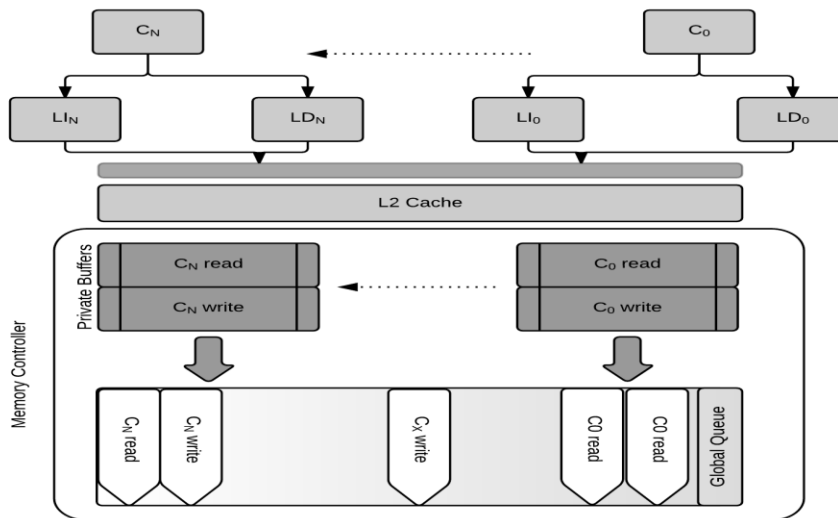 C_N
C_0
LI_N
LD_N
LI_0
LD_0
L2 Cache
Memory Controller
Private Buffers
C_N read
C_0 read
C_N write
C_0 write
C_N read
C_N write
C_X write
C0 read
C0 read
Global Queue